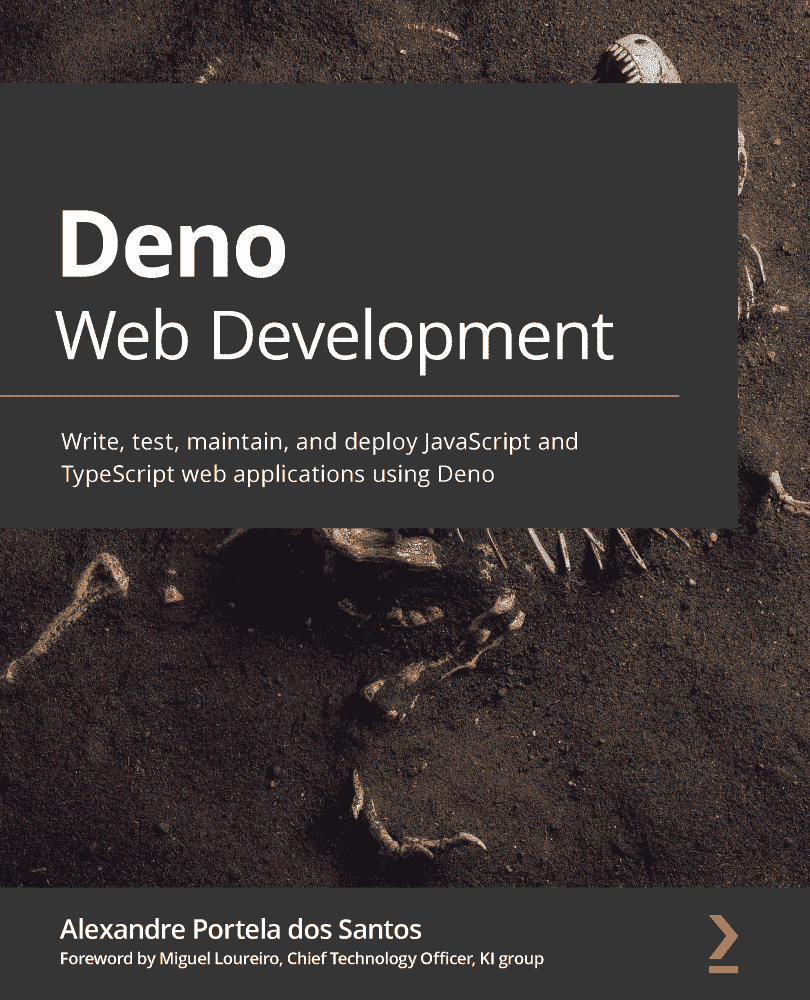 Deno
Web Development
Write, test, maintain, and deploy JavaScript and
TypeScript web applications using Deno
Alexandre Portela dos Santos
Foreword by Miguel Loureiro, Chief Technology Officer, KI group